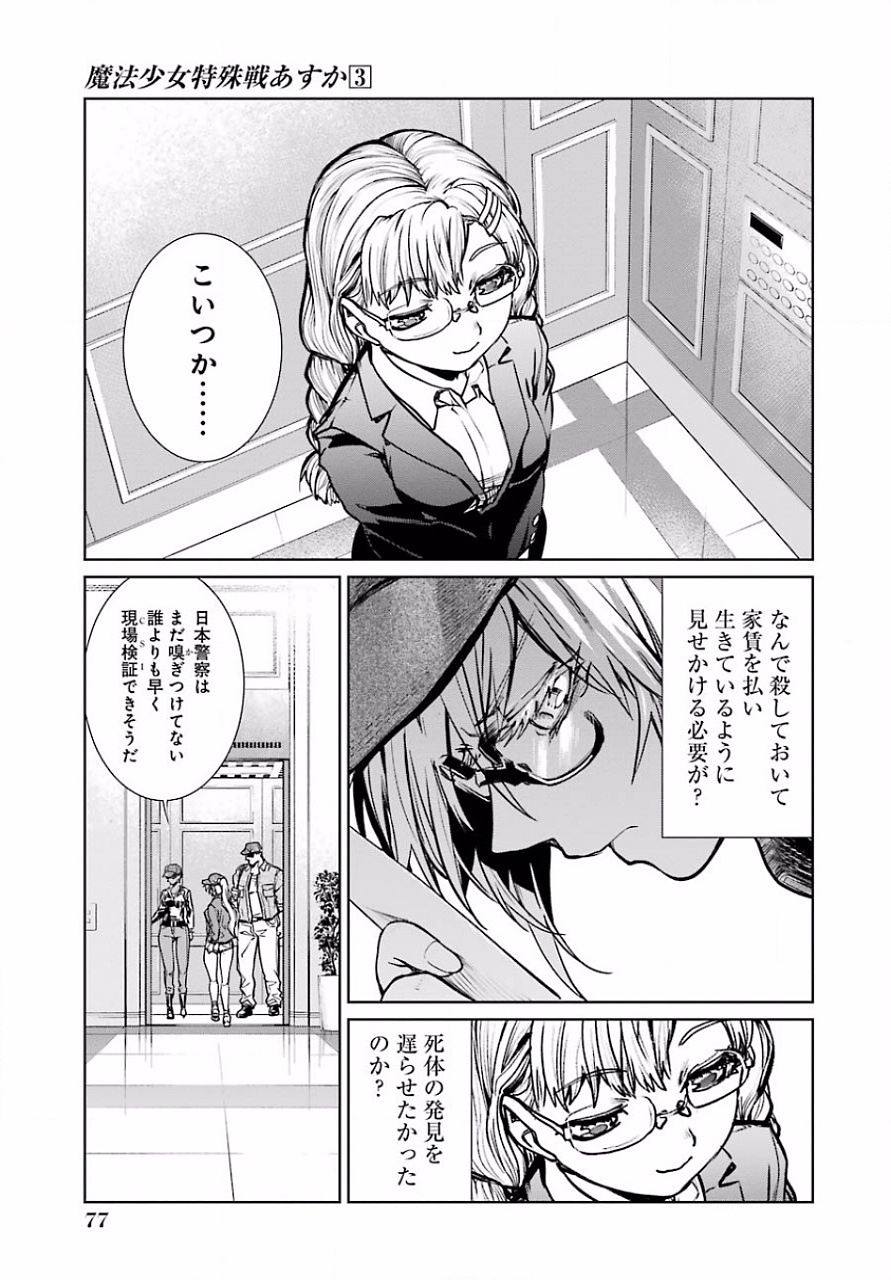 魔法少女特殊戦あすか3
こいつか……
なんで殺しておいて
家賃を払い
生きているように
見せかける必要が?
日本警察は
まだ嗅ぎつけてない
か
誰よりも早く
現場検証できそうだ
CSI
死体の発見を
遅らせたかった
のか?
77